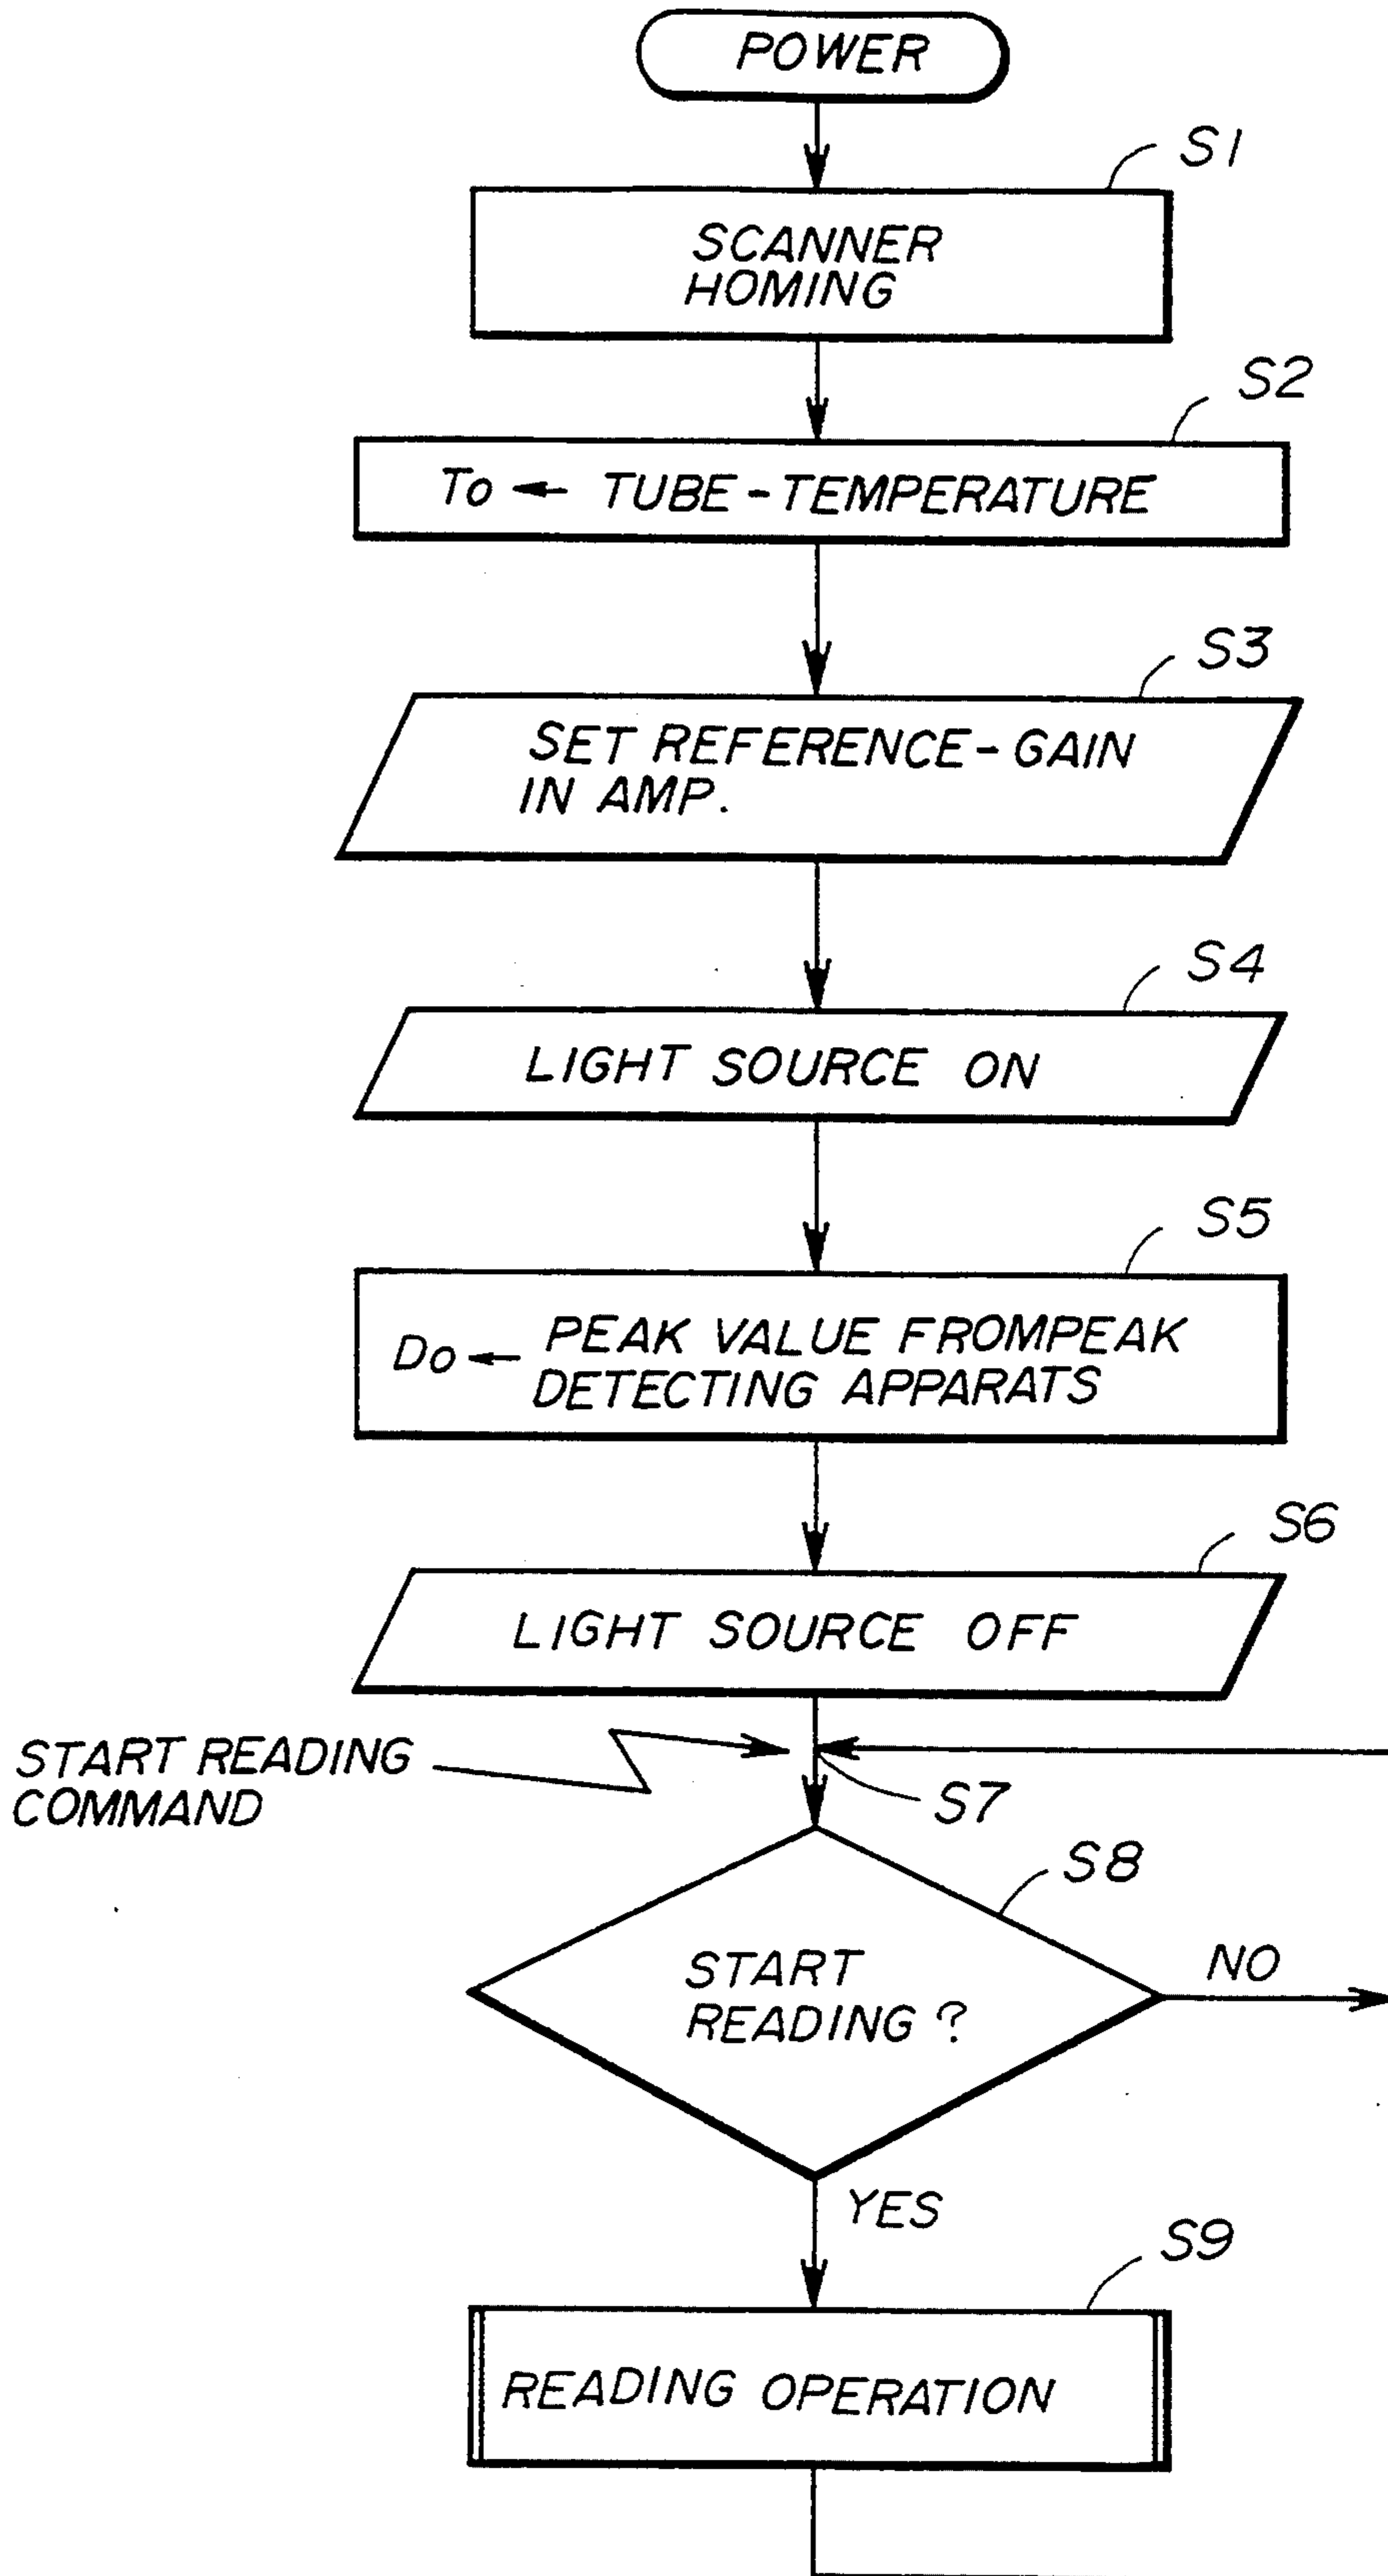 POWER
S1
SCANNER
HOMING
S2
To ← TUBE-TEMPERATURE
S3
SET REFERENCE-GAIN
IN AMP.
S4
LIGHT SOURCE ON
S5
Do ← PEAK VALUE FROMPEAK
DETECTING APPARATS
S6
LIGHT SOURCE OFF
START READING
COMMAND
S7
S8
START
READING?
NO
YES
S9
READING OPERATION